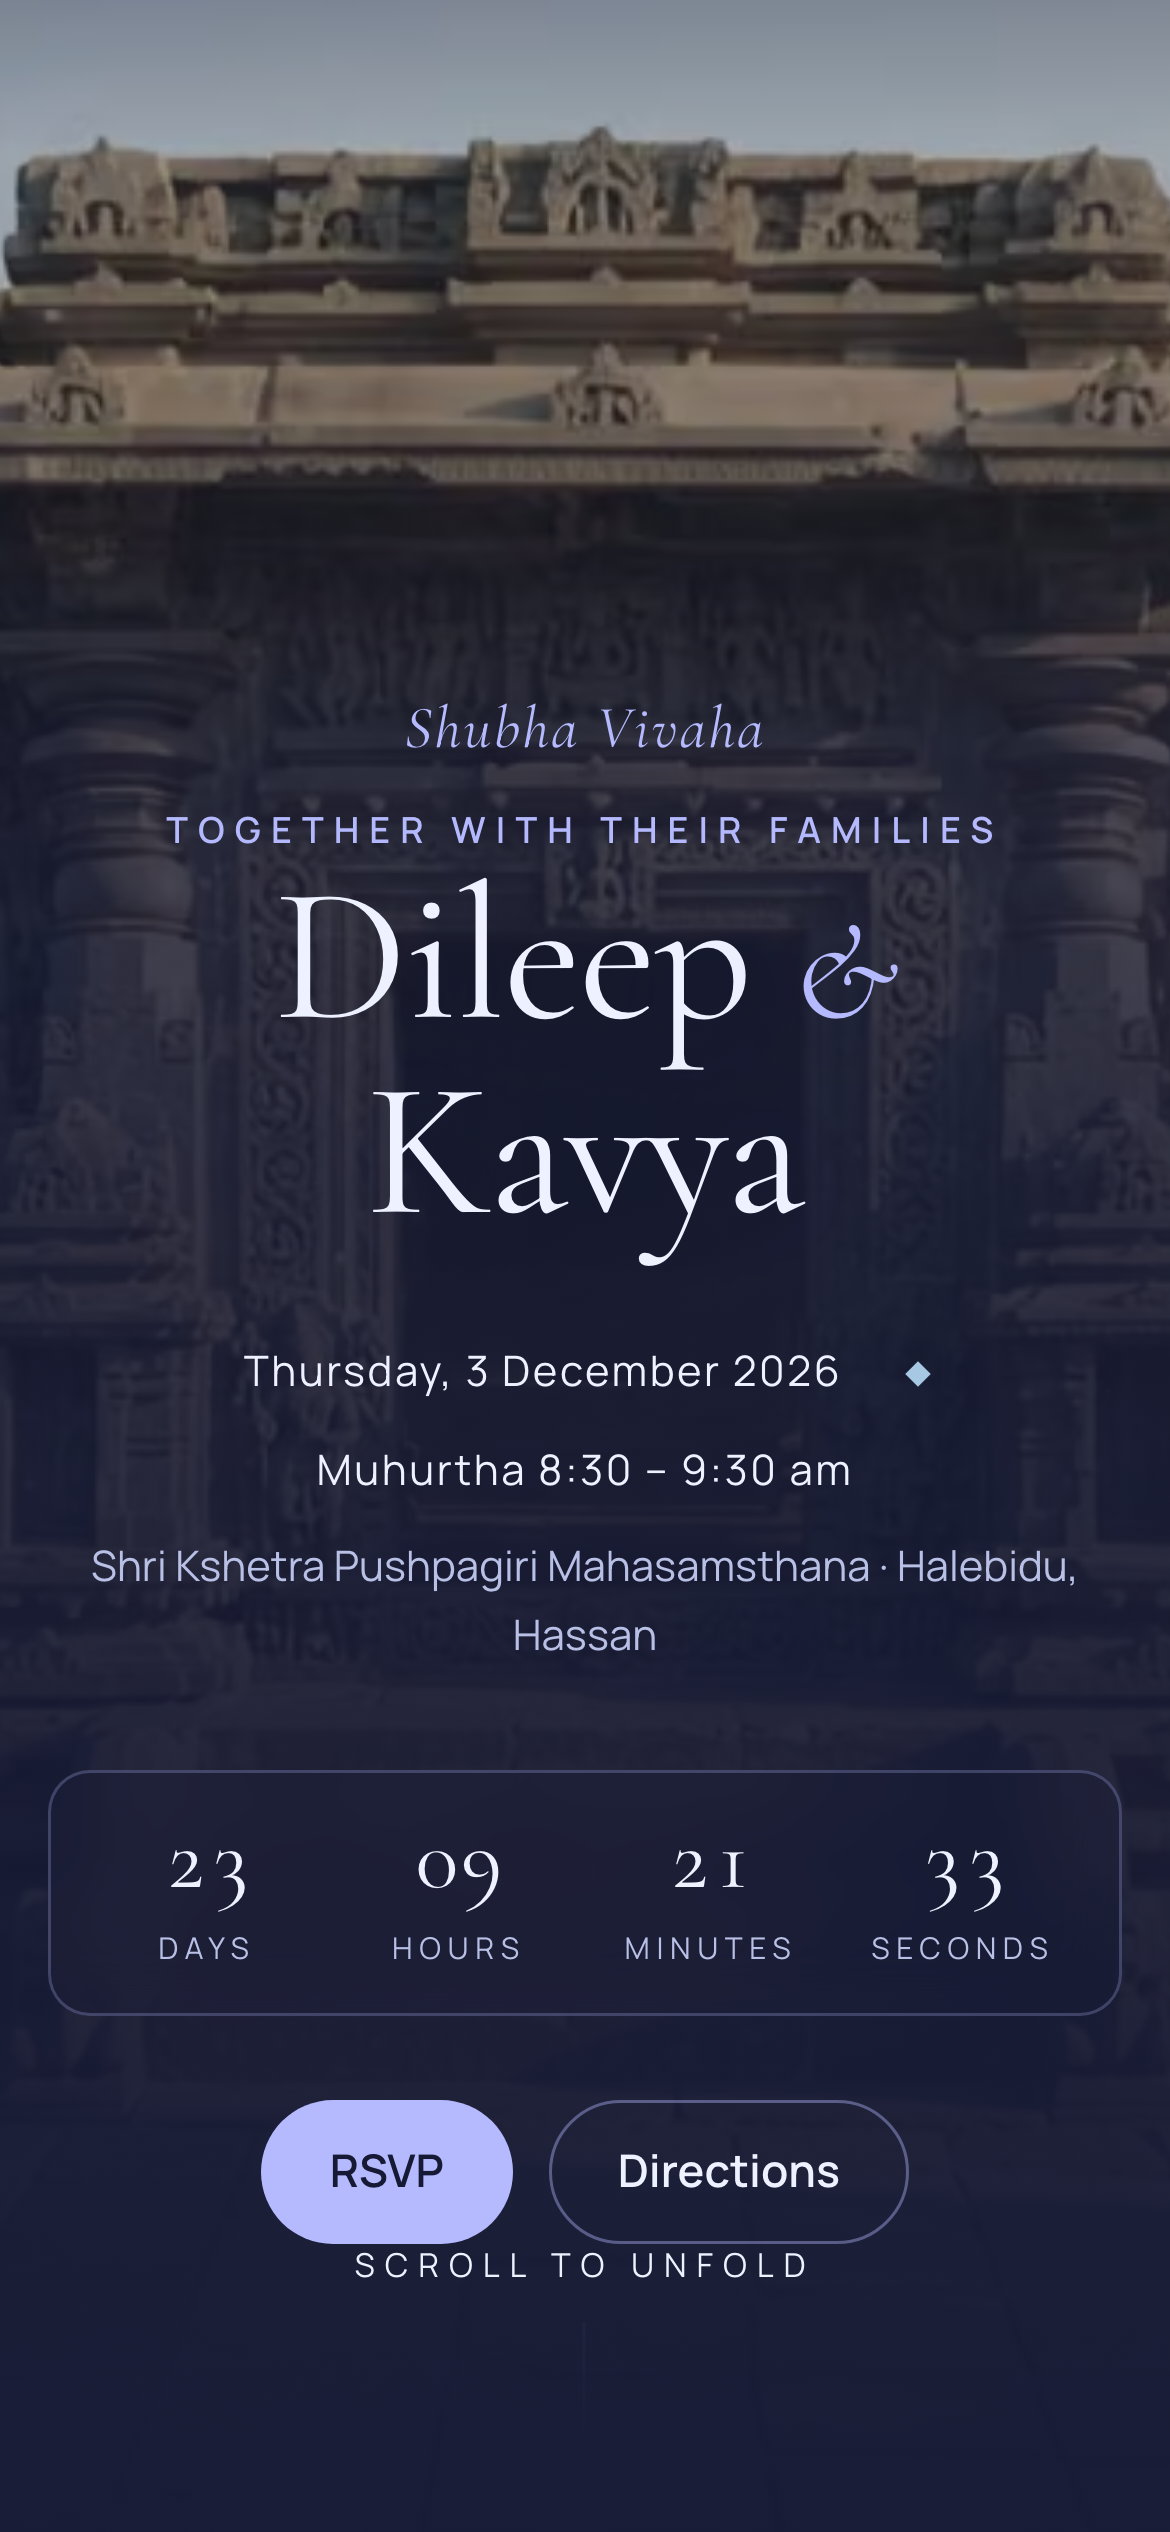 Shubha Vivaha
TOGETHER WITH THEIR FAMILIES
Dileep &
Kavya
Thursday, 3 December 2026 ◆
Muhurtha 8:30 – 9:30 am
Shri Kshetra Pushpagiri Mahasamsthana · Halebidu,
Hassan
23 09 21 33
DAYS HOURS MINUTES SECONDS
RSVP Directions
SCROLL TO UNFOLD